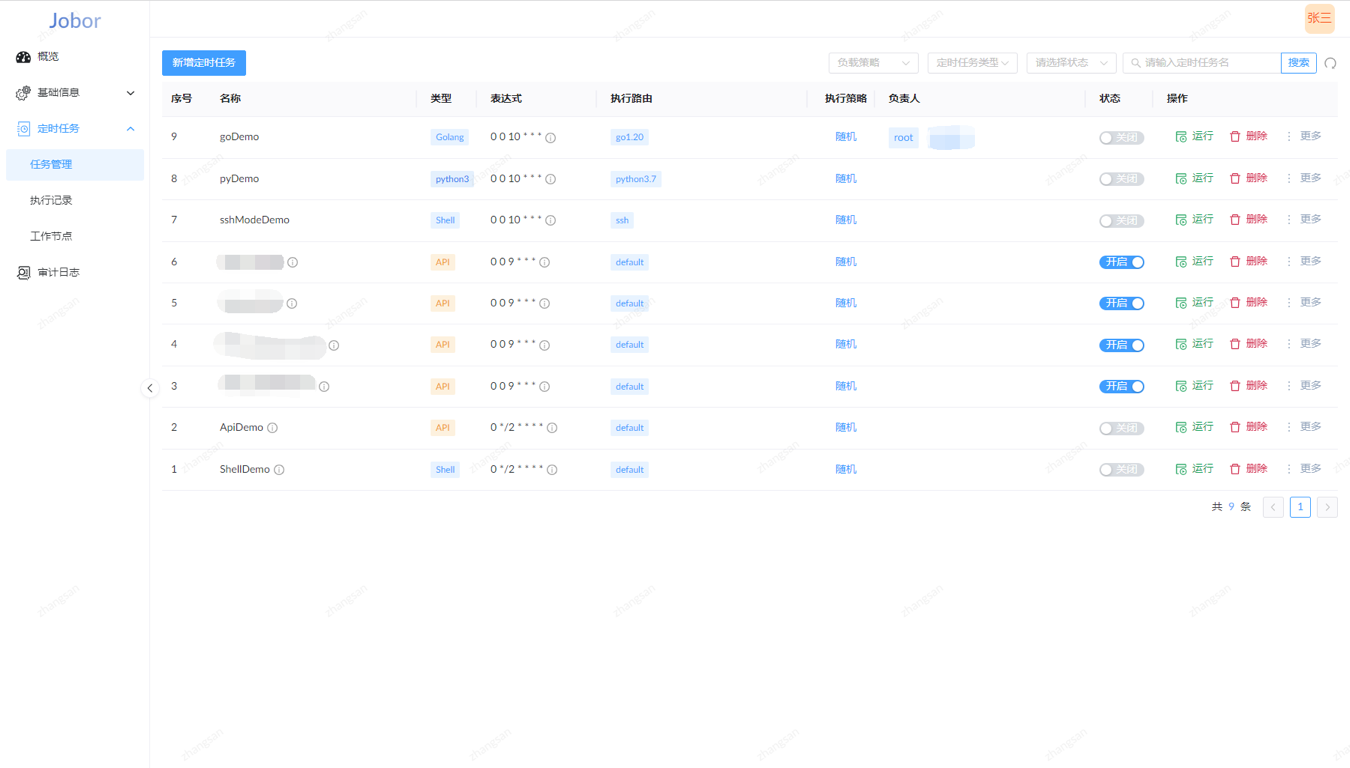 Jobor
张三
概览
基础信息
定时任务
任务管理
执行记录
工作节点
审计日志
新增定时任务 负载策略 定时任务类型 请选择状态 请输入定时任务名 搜索
序号 名称 类型 表达式 执行路由 执行策略 负责人 状态 操作
9 goDemo Golang 0 0 10 * * * go1.20 随机 root 关闭 运行 删除 更多
8 pyDemo python3 0 0 10 * * * python3.7 随机 关闭 运行 删除 更多
7 sshModeDemo Shell 0 0 10 * * * ssh 随机 关闭 运行 删除 更多
6 API 0 0 9 * * * default 随机 开启 运行 删除 更多
5 API 0 0 9 * * * default 随机 开启 运行 删除 更多
4 API 0 0 9 * * * default 随机 开启 运行 删除 更多
3 API 0 0 9 * * * default 随机 开启 运行 删除 更多
2 ApiDemo API 0 */2 * * * * default 随机 关闭 运行 删除 更多
1 ShellDemo Shell 0 */2 * * * * default 随机 关闭 运行 删除 更多
共 9 条 1
zhangsan